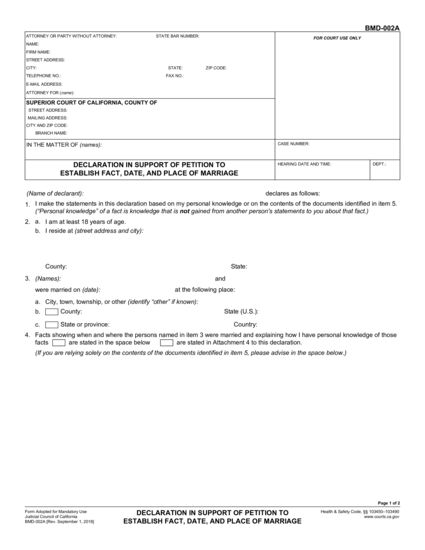 BMD-002A
ATTORNEY OR PARTY WITHOUT ATTORNEY: STATE BAR NUMBER:
NAME:
FIRM NAME:
STREET ADDRESS:
CITY: STATE: ZIP CODE:
TELEPHONE NO.: FAX NO.:
E-MAIL ADDRESS:
ATTORNEY FOR (name):
FOR COURT USE ONLY
SUPERIOR COURT OF CALIFORNIA, COUNTY OF
STREET ADDRESS:
MAILING ADDRESS:
CITY AND ZIP CODE:
BRANCH NAME:
IN THE MATTER OF (names):
CASE NUMBER:
DECLARATION IN SUPPORT OF PETITION TO
ESTABLISH FACT, DATE, AND PLACE OF MARRIAGE
HEARING DATE AND TIME: DEPT.:
(Name of declarant): declares as follows:
1. I make the statements in this declaration based on my personal knowledge or on the contents of the documents identified in item 5.
("Personal knowledge" of a fact is knowledge that is not gained from another person's statements to you about that fact.)
2. a. I am at least 18 years of age.
b. I reside at (street address and city):
County: State:
3. (Names): and
were married on (date): at the following place:
a. City, town, township, or other (identify "other" if known):
b. County: State (U.S.):
c. State or province: Country:
4. Facts showing when and where the persons named in item 3 were married and explaining how I have personal knowledge of those
facts are stated in the space below are stated in Attachment 4 to this declaration.
(If you are relying solely on the contents of the documents identified in item 5, please advise in the space below.)
Page 1 of 2
Form Adopted for Mandatory Use
Judicial Council of California
BMD-002A [Rev. September 1, 2018]
DECLARATION IN SUPPORT OF PETITION TO
ESTABLISH FACT, DATE, AND PLACE OF MARRIAGE
Health & Safety Code, §§ 103450–103490
www.courts.ca.gov